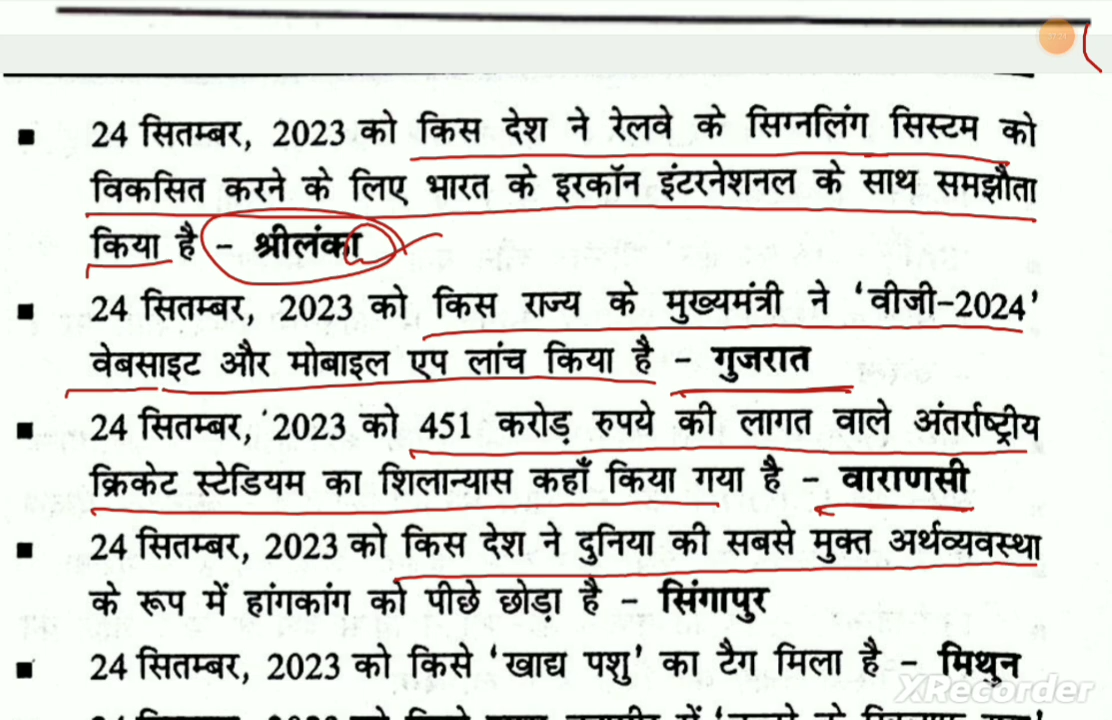 ▪ 24 सितम्बर, 2023 को किस देश ने रेलवे के सिग्नलिंग सिस्टम को
विकसित करने के लिए भारत के इरकॉन इंटरनेशनल के साथ समझौता
किया है – श्रीलंका
▪ 24 सितम्बर, 2023 को किस राज्य के मुख्यमंत्री ने 'वीजी-2024'
वेबसाइट और मोबाइल एप लांच किया है – गुजरात
▪ 24 सितम्बर, 2023 को 451 करोड़ रुपये की लागत वाले अंतर्राष्ट्रीय
क्रिकेट स्टेडियम का शिलान्यास कहाँ किया गया है – वाराणसी
▪ 24 सितम्बर, 2023 को किस देश ने दुनिया की सबसे मुक्त अर्थव्यवस्था
के रूप में हांगकांग को पीछे छोड़ा है – सिंगापुर
▪ 24 सितम्बर, 2023 को किसे 'खाद्य पशु' का टैग मिला है – मिथुन
XRecorder